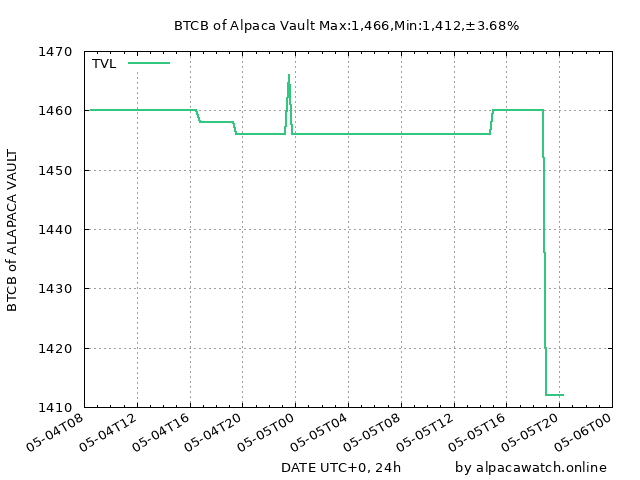 BTCB of Alpaca Vault Max:1,466,Min:1,412,±3.68%
TVL
1470
1460
1450
1440
1430
1420
1410
BTCB of ALAPACA VAULT
05-04T08
05-04T12
05-04T16
05-04T20
05-05T00
05-05T04
05-05T08
05-05T12
05-05T16
05-05T20
05-06T00
DATE UTC+0, 24h
by alpacawatch.online